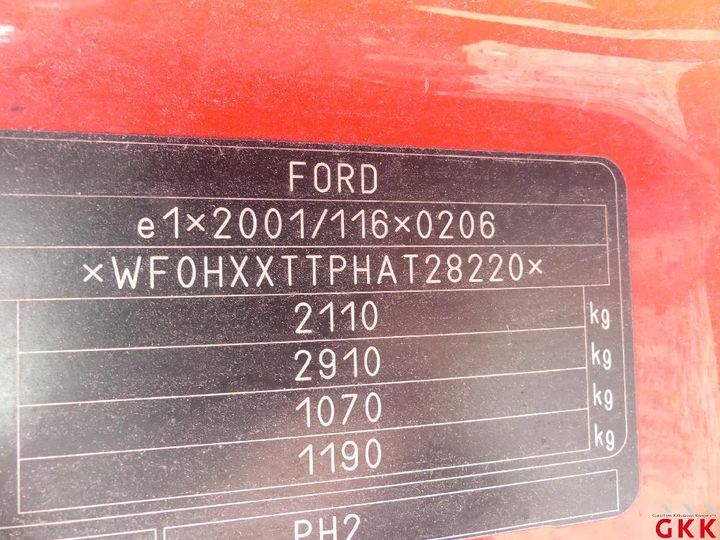 FORD
e1×2001/116×0206
×WF0HXXTTPHAT28220×
2110 kg
2910 kg
1070 kg
1190 kg
PH2
GKK